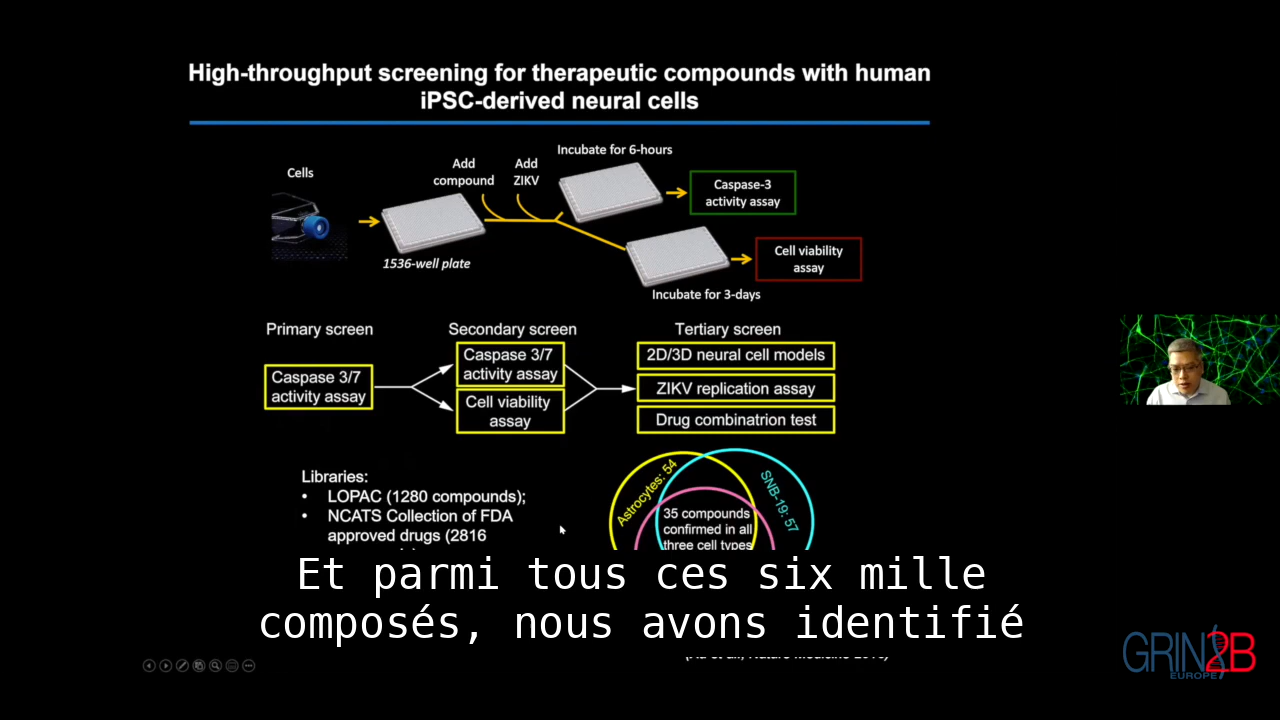 High-throughput screening for therapeutic compounds with human
iPSC-derived neural cells
Incubate for 6-hours
Cells
Add
compound
Add
ZIKV
Caspase-3
activity assay
Cell viability
assay
1536-well plate
Incubate for 3-days
Primary screen
Secondary screen
Tertiary screen
Caspase 3/7
activity assay
Caspase 3/7
activity assay
Cell viability
assay
2D/3D neural cell models
ZIKV replication assay
Drug combinatrion test
Libraries:
• LOPAC (1280 compounds);
• NCATS Collection of FDA
approved drugs (2816
Astrocytes: 54
SNB-19: 57
35 compounds
confirmed in all
three cell types
Et parmi tous ces six mille
composés, nous avons identifié
GRIN2B
EUROPE